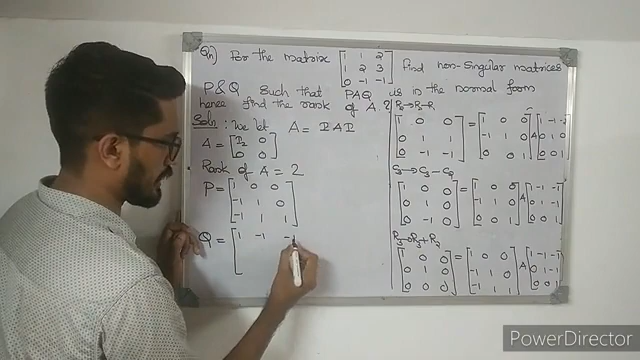 Qn) For the matrix [1 1 2
1 2 3
0 -1 -1] Find non-singular matrices
P & Q such that PAQ is in the normal form
hence find the rank of A.?
Soln: We let A = IAI
A = [I₂ 0
0 0]
Rank of A = 2
P = [1 0 0
-1 1 0
-1 1 1]
Q = [1 -1 -1
R₂→R₂-R₁
[1 0 0
0 1 1
0 -1 -1] = [1 0 0
-1 1 0
0 0 1] A [1 -1 -2
0 1 0
0 0 1]
C₃→C₃-C₂
[1 0 0
0 1 0
0 -1 0] = [1 0 0
-1 1 0
0 0 1] A [1 -1 -1
0 1 -1
0 0 1]
R₃→R₃+R₂
[1 0 0
0 1 0
0 0 0] = [1 0 0
-1 1 0
-1 1 1] A [1 -1 -1
0 1 -1
0 0 1]
PowerDirector